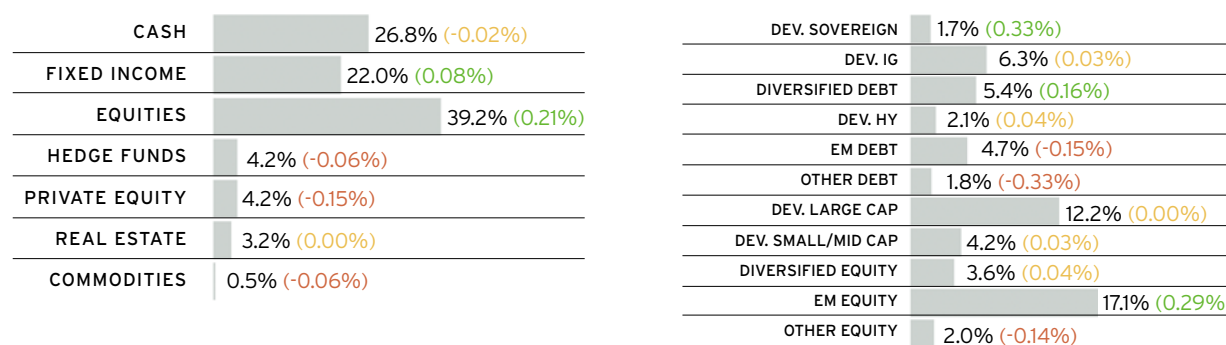 CASH 26.8% (-0.02%)
FIXED INCOME 22.0% (0.08%)
EQUITIES 39.2% (0.21%)
HEDGE FUNDS 4.2% (-0.06%)
PRIVATE EQUITY 4.2% (-0.15%)
REAL ESTATE 3.2% (0.00%)
COMMODITIES 0.5% (-0.06%)
DEV. SOVEREIGN 1.7% (0.33%)
DEV. IG 6.3% (0.03%)
DIVERSIFIED DEBT 5.4% (0.16%)
DEV. HY 2.1% (0.04%)
EM DEBT 4.7% (-0.15%)
OTHER DEBT 1.8% (-0.33%)
DEV. LARGE CAP 12.2% (0.00%)
DEV. SMALL/MID CAP 4.2% (0.03%)
DIVERSIFIED EQUITY 3.6% (0.04%)
EM EQUITY 17.1% (0.29%
OTHER EQUITY 2.0% (-0.14%)